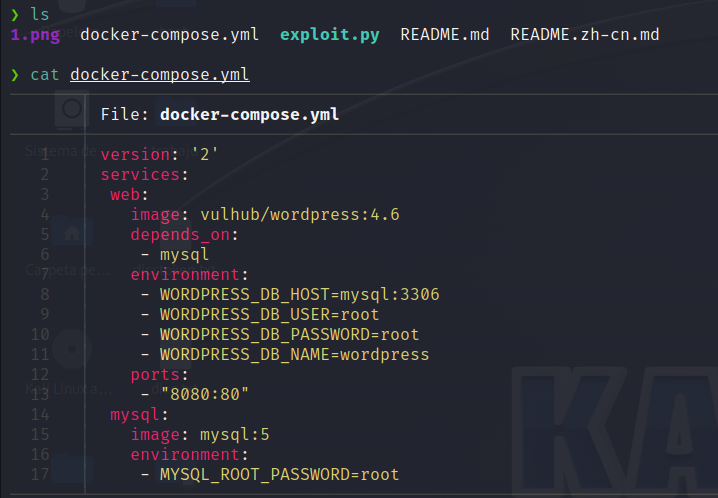 ❯ ls
1.png docker-compose.yml exploit.py README.md README.zh-cn.md
❯ cat docker-compose.yml
File: docker-compose.yml
1 version: '2'
2 services:
3 web:
4 image: vulhub/wordpress:4.6
5 depends_on:
6 - mysql
7 environment:
8 - WORDPRESS_DB_HOST=mysql:3306
9 - WORDPRESS_DB_USER=root
10 - WORDPRESS_DB_PASSWORD=root
11 - WORDPRESS_DB_NAME=wordpress
12 ports:
13 - "8080:80"
14 mysql:
15 image: mysql:5
16 environment:
17 - MYSQL_ROOT_PASSWORD=root
KA